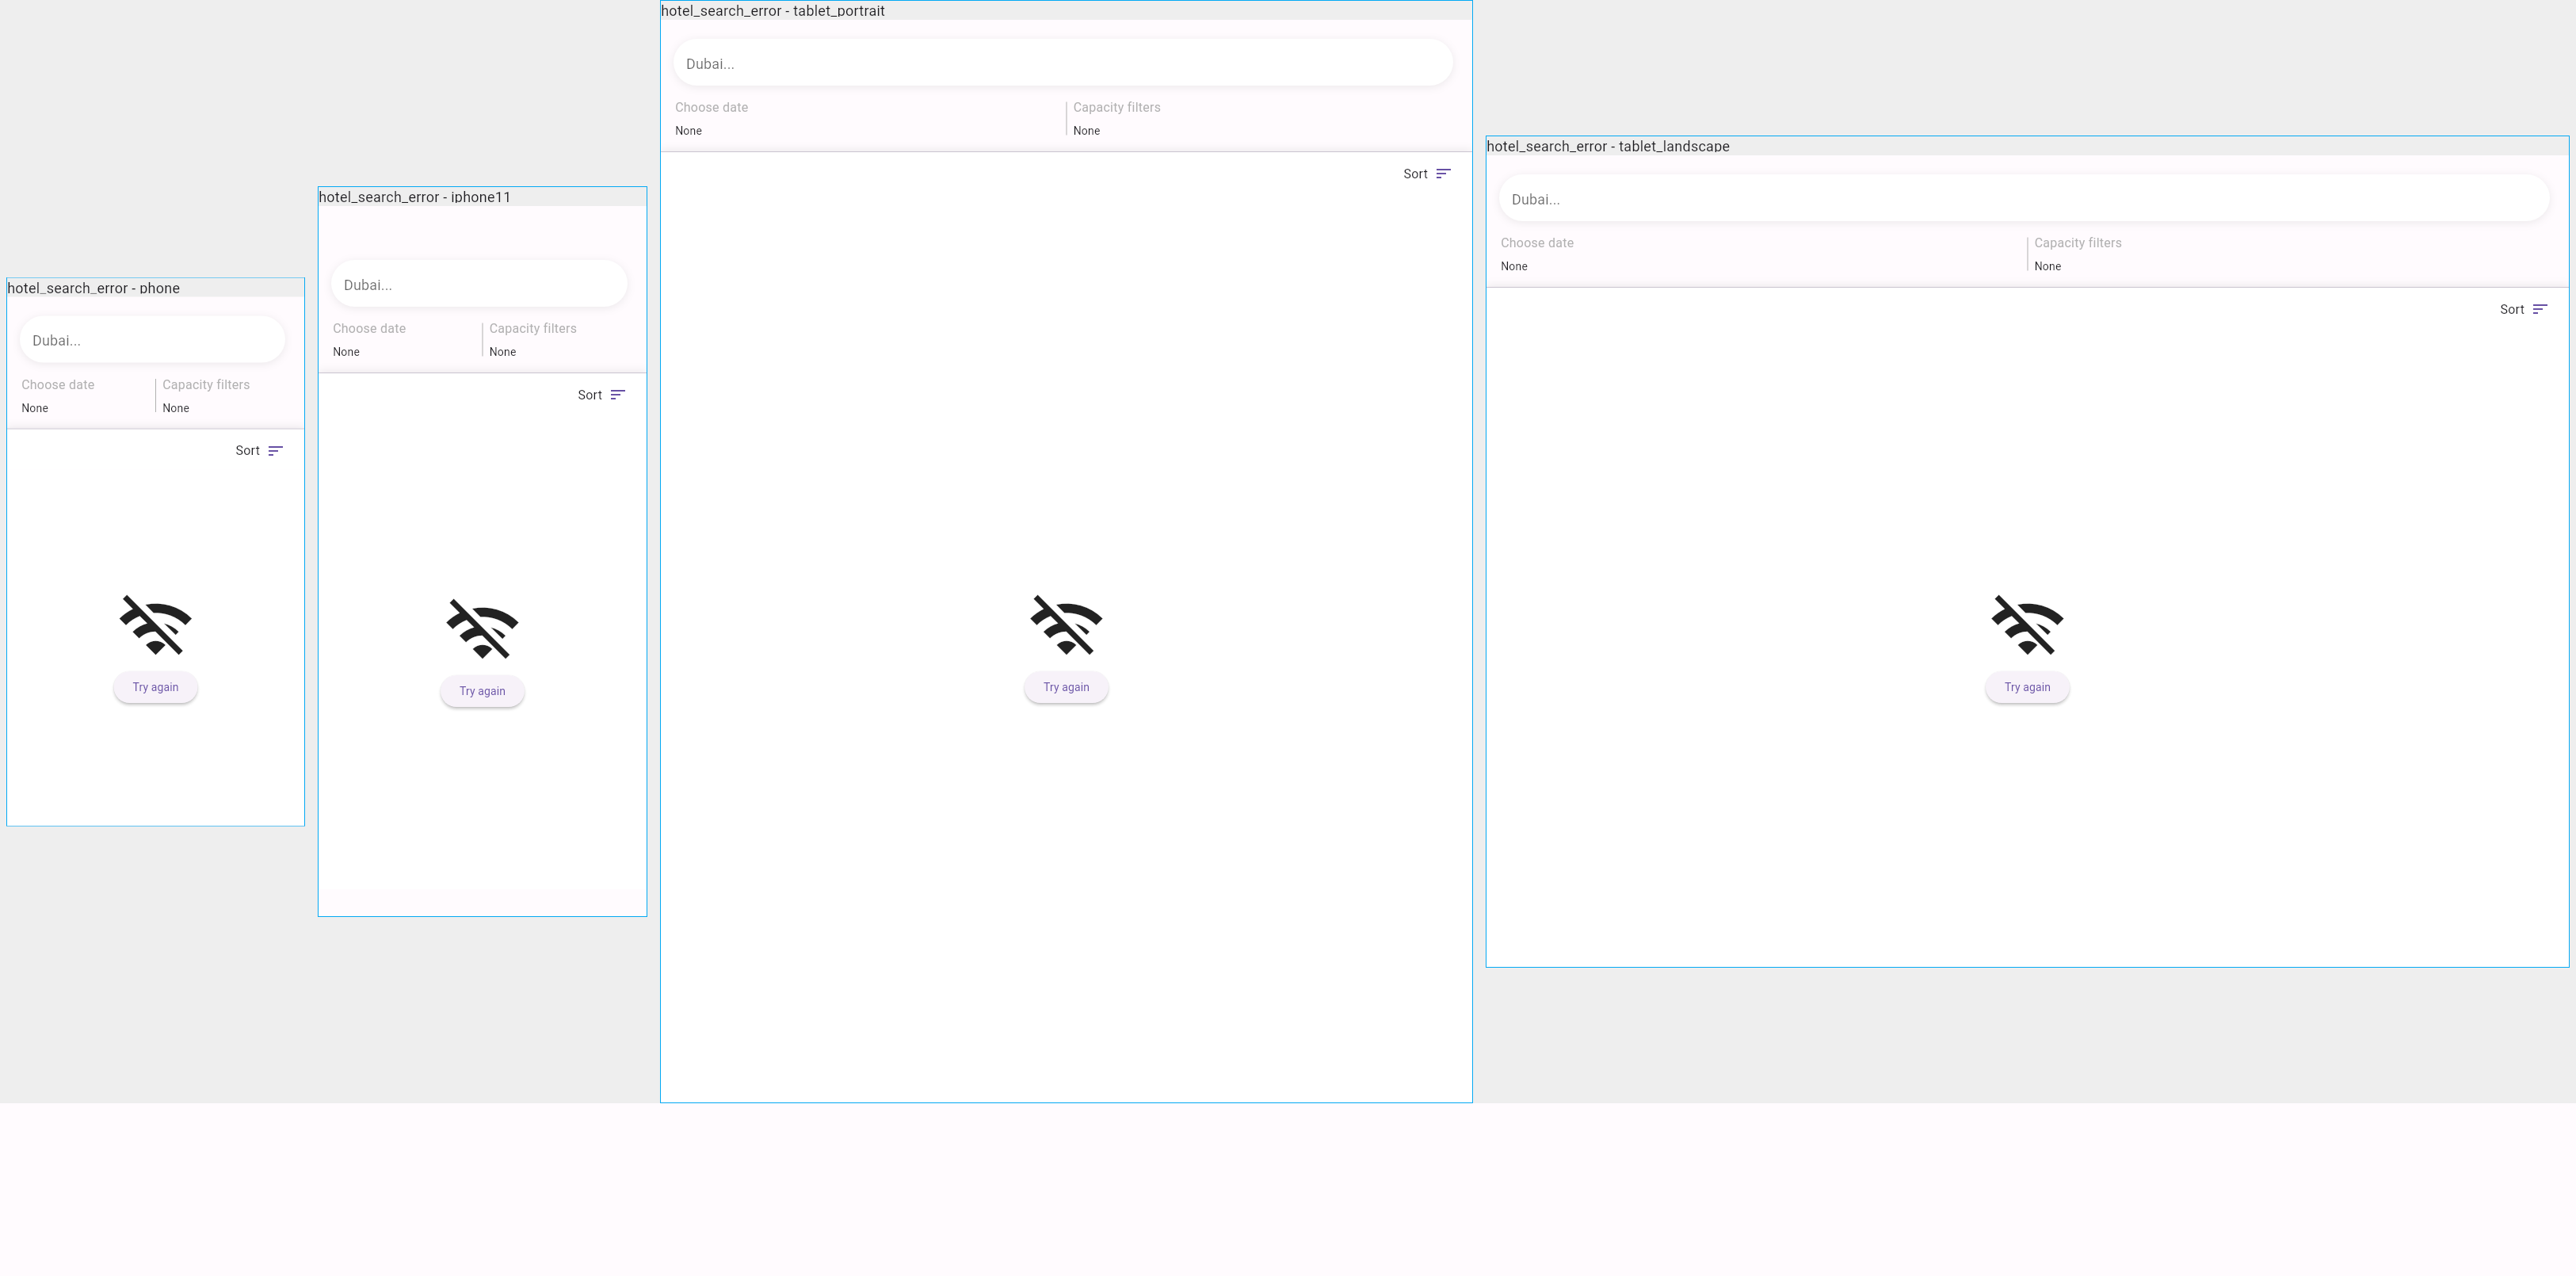 hotel_search_error - phone
Dubai...
Choose date
Capacity filters
None
None
Sort
Try again
hotel_search_error - iphone11
Dubai...
Choose date
Capacity filters
None
None
Sort
Try again
hotel_search_error - tablet_portrait
Dubai...
Choose date
Capacity filters
None
None
Sort
Try again
hotel_search_error - tablet_landscape
Dubai...
Choose date
Capacity filters
None
None
Sort
Try again